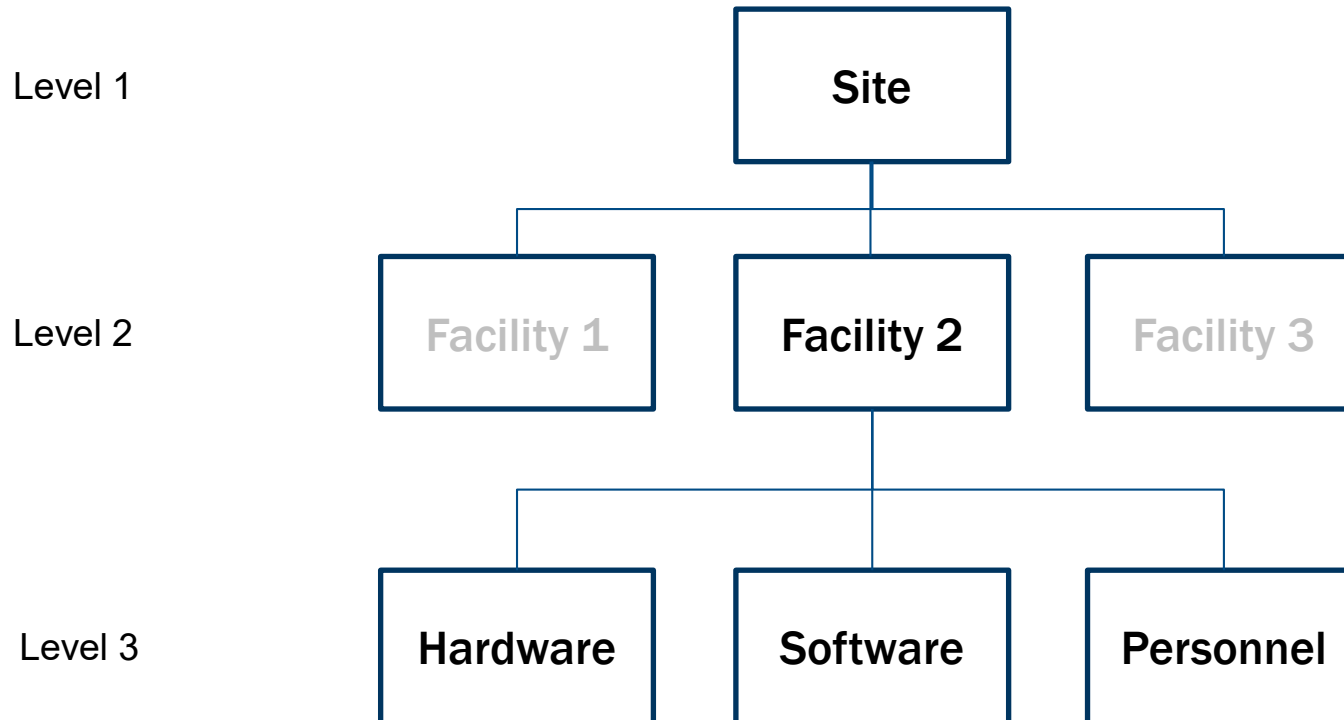 Level 1
Site
Level 2
Facility 1
Facility 2
Facility 3
Level 3
Hardware
Software
Personnel